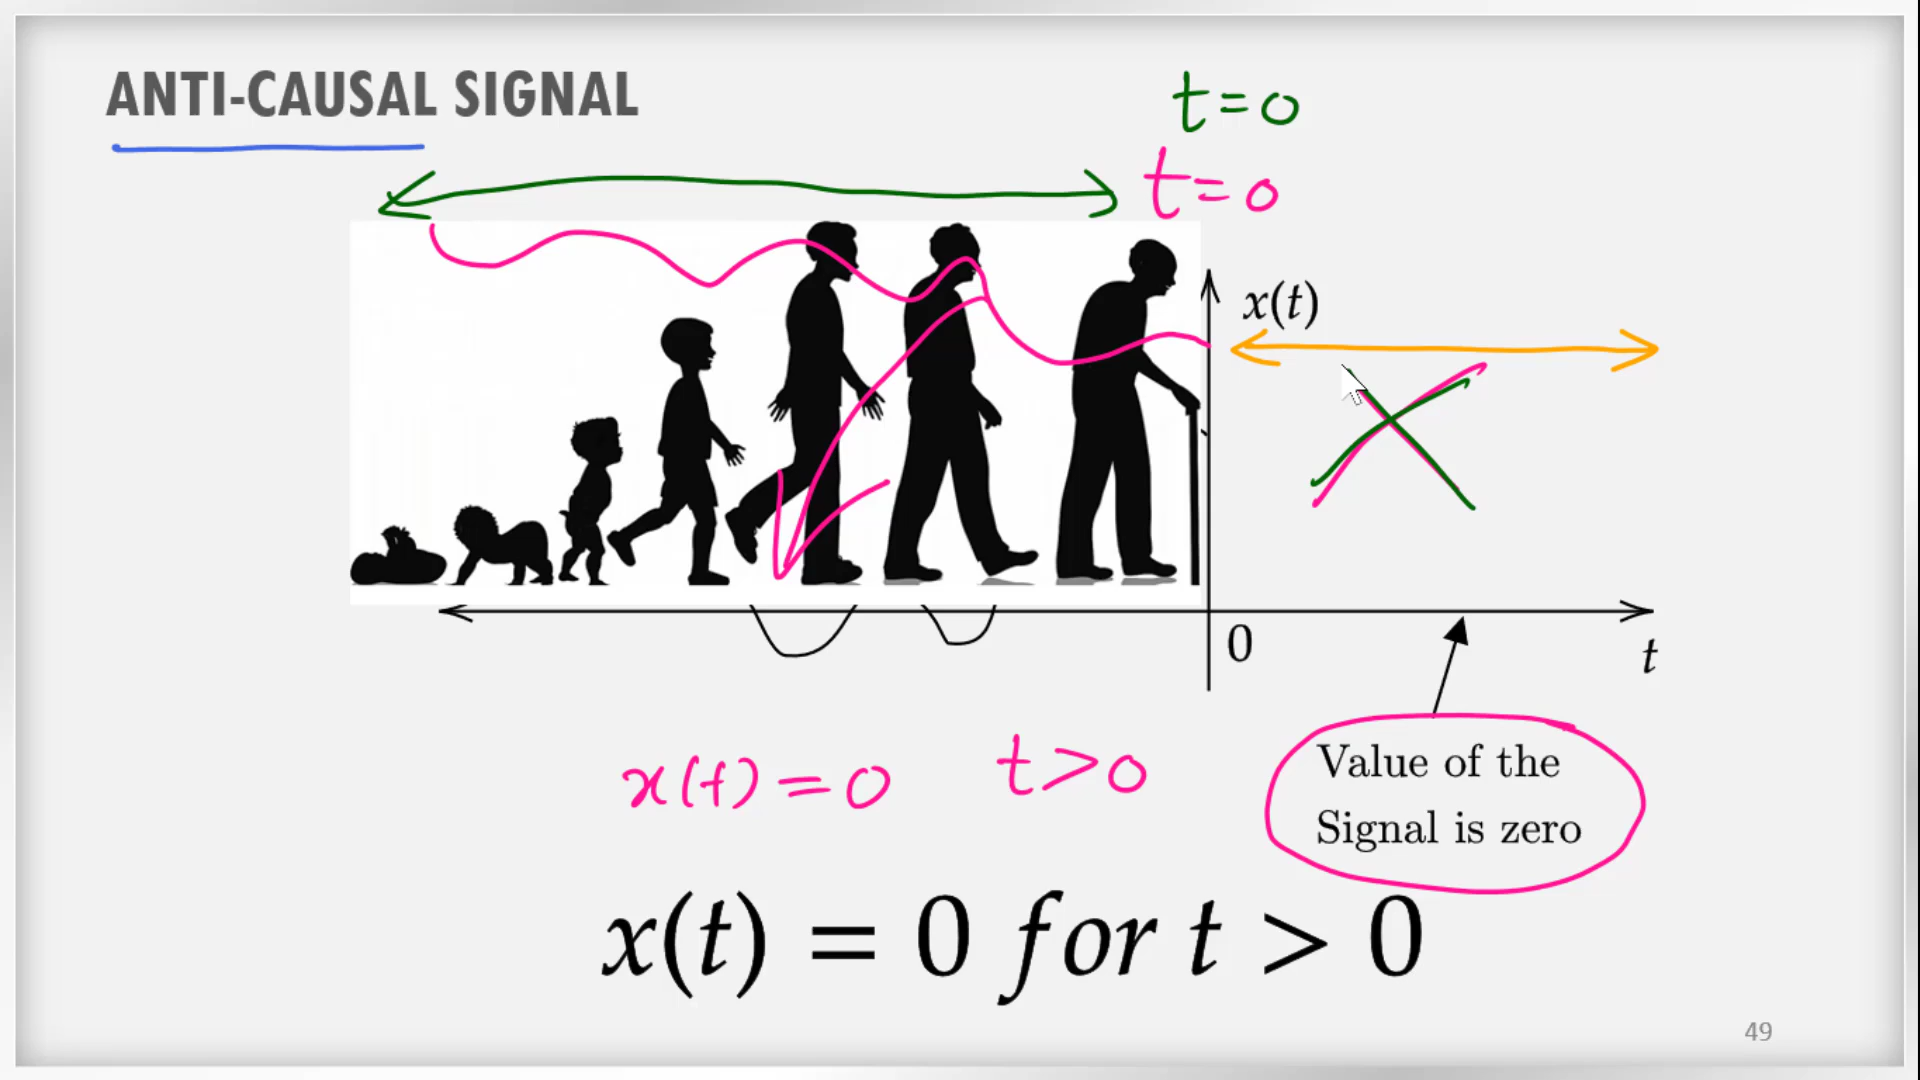 ANTI-CAUSAL SIGNAL
t=0
t=0
x(t)
0
t
x(t)=0 t>0
Value of the
Signal is zero
x(t) = 0 for t > 0
49